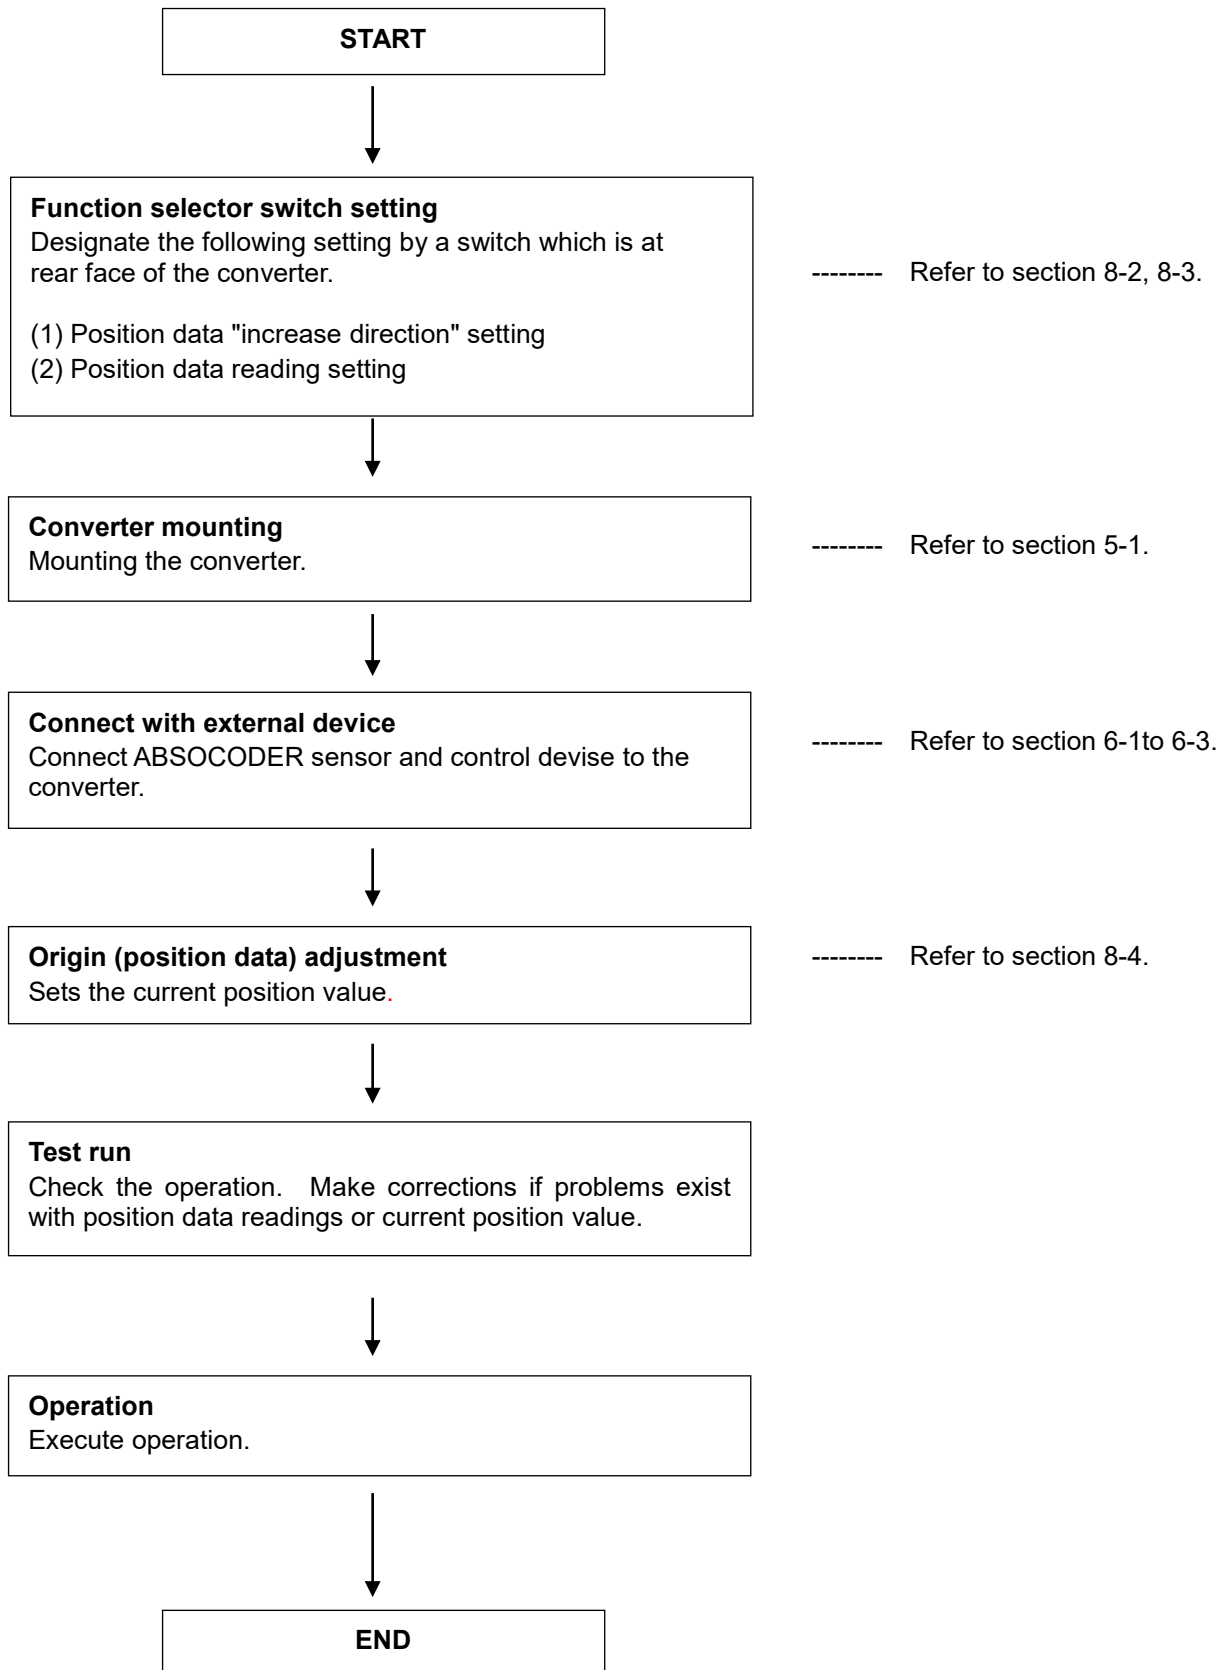 START
Function selector switch setting
Designate the following setting by a switch which is at
rear face of the converter.
-------- Refer to section 8-2, 8-3.
(1) Position data "increase direction" setting
(2) Position data reading setting
Converter mounting
Mounting the converter.
-------- Refer to section 5-1.
Connect with external device
Connect ABSOCODER sensor and control devise to the
converter.
-------- Refer to section 6-1to 6-3.
Origin (position data) adjustment
Sets the current position value.
-------- Refer to section 8-4.
Test run
Check the operation. Make corrections if problems exist
with position data readings or current position value.
Operation
Execute operation.
END